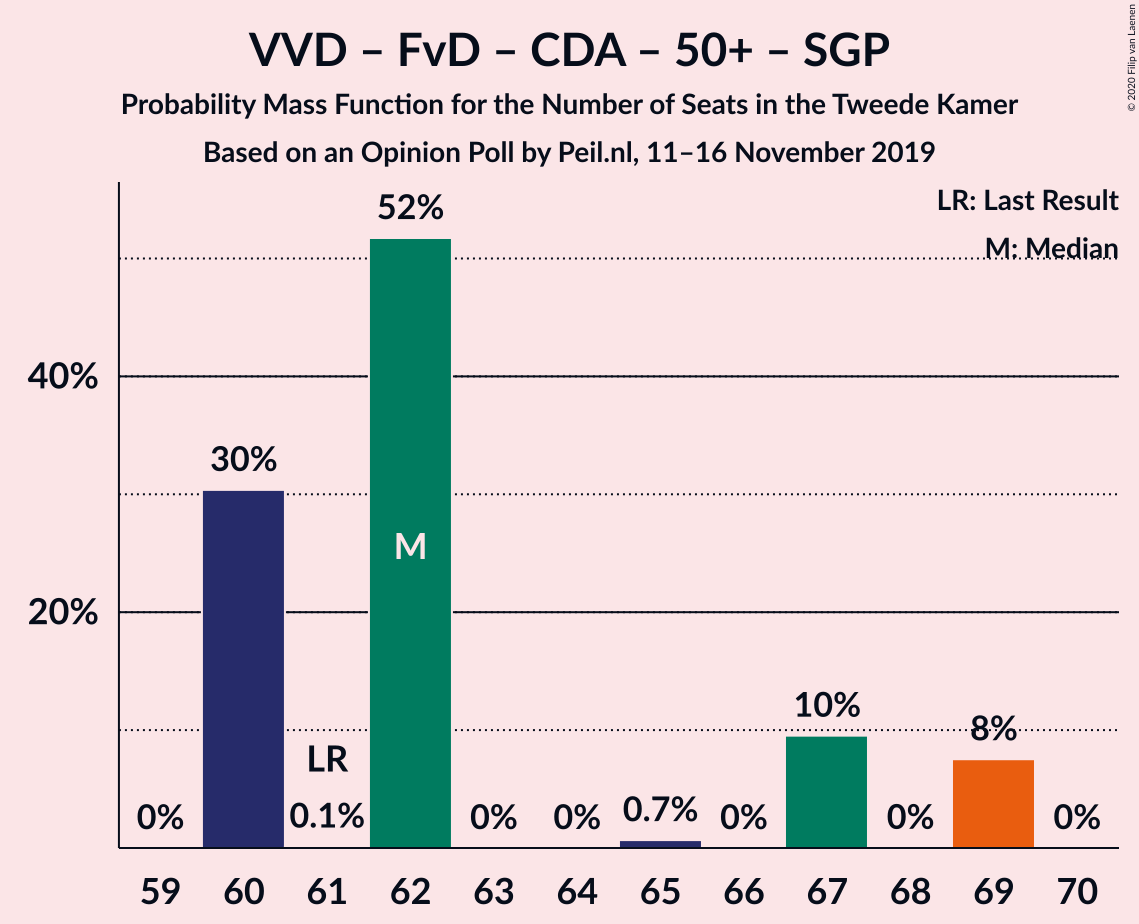 VVD – FvD – CDA – 50+ – SGP
Probability Mass Function for the Number of Seats in the Tweede Kamer
Based on an Opinion Poll by Peil.nl, 11–16 November 2019
© 2020 Filip van Laenen
LR: Last Result
M: Median
52%
40%
30%
M
20%
10%
8%
LR
0% 0.1% 0% 0% 0.7% 0% 0% 0%
59 60 61 62 63 64 65 66 67 68 69 70